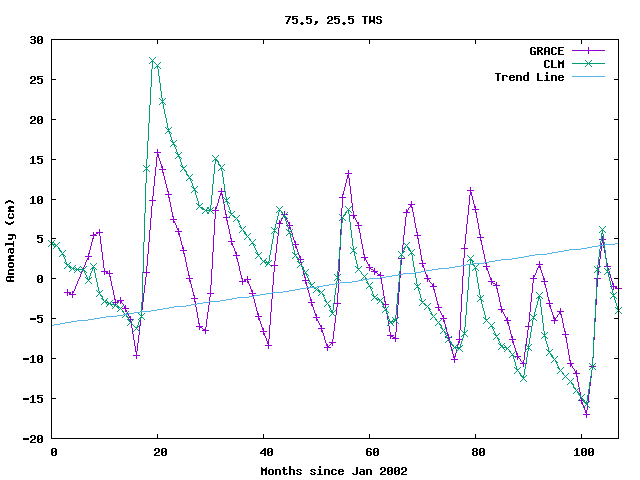 75.5, 25.5 TWS
GRACE
CLM
Trend Line
30
25
20
15
10
5
0
-5
-10
-15
-20
Anomaly (cm)
0 20 40 60 80 100
Months since Jan 2002